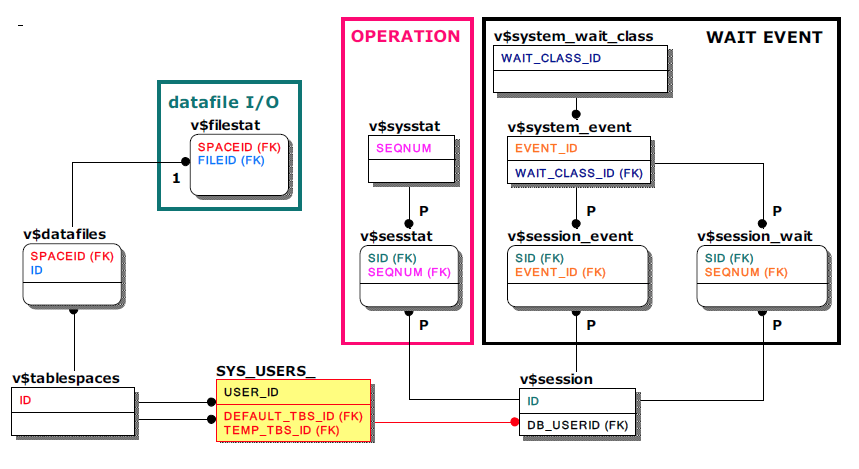 OPERATION
WAIT EVENT
v$system_wait_class
WAIT_CLASS_ID
datafile I/O
v$filestat
SPACEID (FK)
FILEID (FK)
1
v$sysstat
SEQNUM
v$system_event
EVENT_ID
WAIT_CLASS_ID (FK)
P
P
P
v$datafiles
SPACEID (FK)
ID
v$sesstat
SID (FK)
SEQNUM (FK)
v$session_event
SID (FK)
EVENT_ID (FK)
v$session_wait
SID (FK)
SEQNUM (FK)
P
P
P
v$tablespaces
ID
SYS_USERS_
USER_ID
DEFAULT_TBS_ID (FK)
TEMP_TBS_ID (FK)
v$session
ID
DB_USERID (FK)